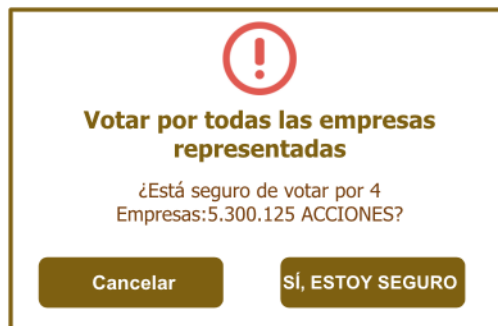 Votar por todas las empresas
representadas
¿Está seguro de votar por 4
Empresas:5.300.125 ACCIONES?
Cancelar
SÍ, ESTOY SEGURO